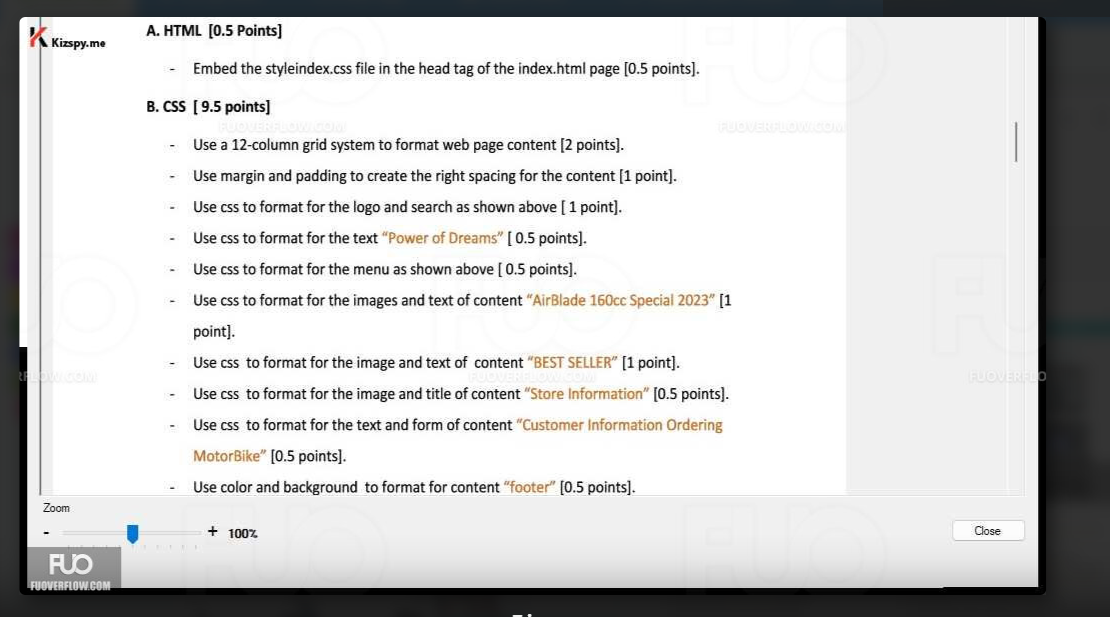 A. HTML [0.5 Points]
Kizspy.me
- Embed the styleindex.css file in the head tag of the index.html page [0.5 points].
B. CSS [ 9.5 points]
FUOVERFLOW.COM FUOVERFLOW.COM
- Use a 12-column grid system to format web page content [2 points].
- Use margin and padding to create the right spacing for the content [1 point].
- Use css to format for the logo and search as shown above [ 1 point].
- Use css to format for the text “Power of Dreams” [ 0.5 points].
- Use css to format for the menu as shown above [ 0.5 points].
- Use css to format for the images and text of content “AirBlade 160cc Special 2023” [1
point].
- Use css to format for the image and text of content “BEST SELLER” [1 point].
RFLOW.COM FUOVERFLOW.COM FUOVERFLO
- Use css to format for the image and title of content “Store Information” [0.5 points].
- Use css to format for the text and form of content “Customer Information Ordering
MotorBike” [0.5 points].
- Use color and background to format for content “footer” [0.5 points].
Zoom
- + 100%
Close
FUO
FUOVERFLOW.COM